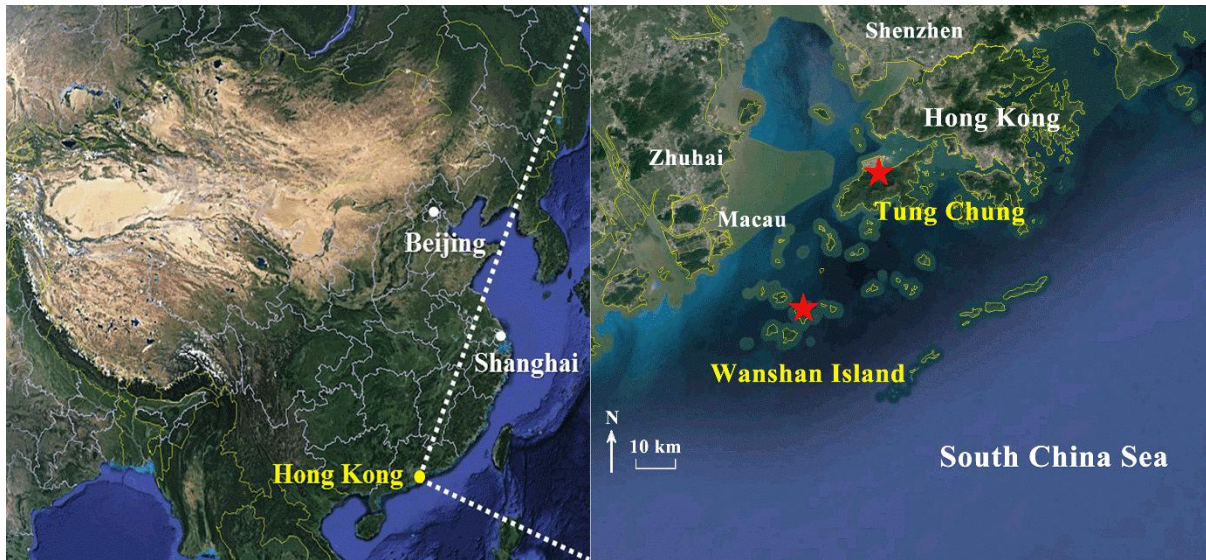 Beijing
Shanghai
Hong Kong
Shenzhen
Hong Kong
Zhuhai
Tung Chung
Macau
Wanshan Island
N
10 km
South China Sea